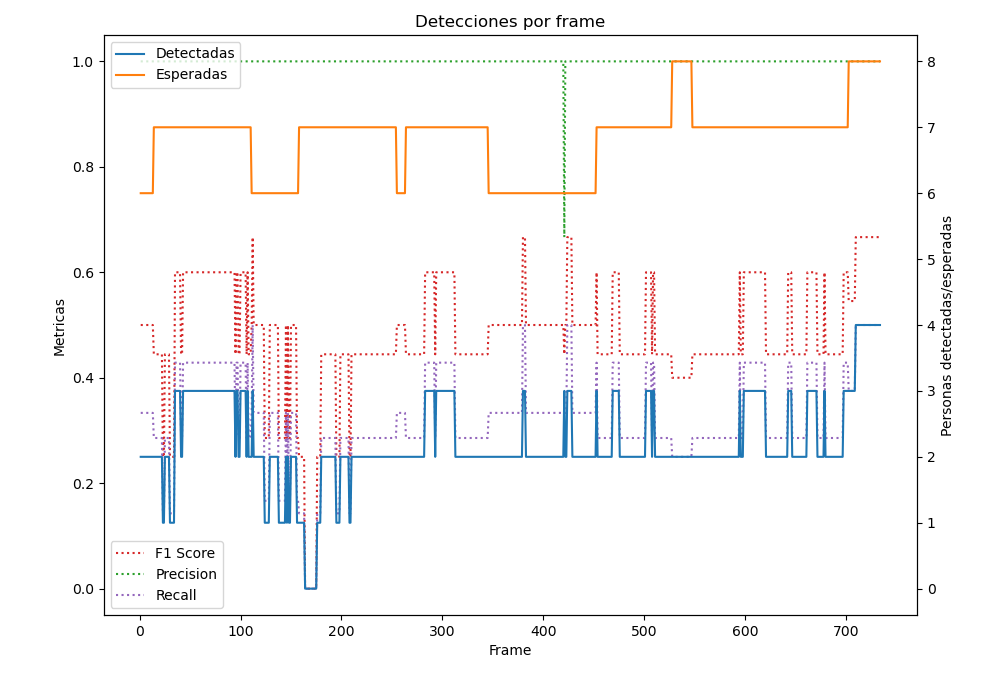 Detecciones por frame
Detectadas
Esperadas
1.0
0.8
0.6
0.4
0.2
0.0
Metricas
8
7
6
5
4
3
2
1
0
Personas detectadas/esperadas
F1 Score
Precision
Recall
0 100 200 300 400 500 600 700
Frame